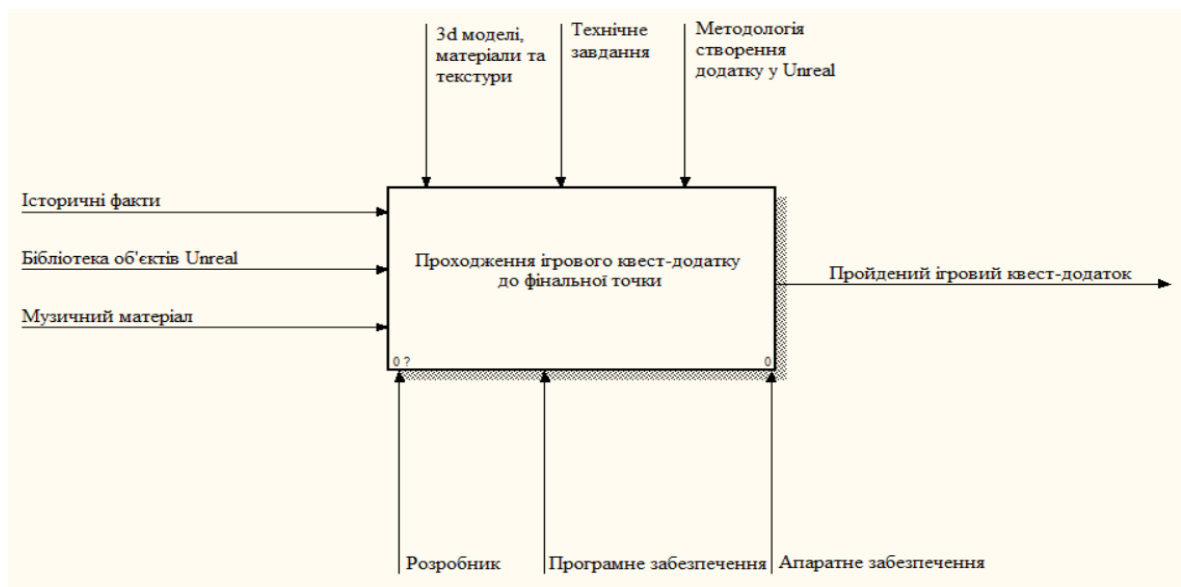 3d моделі,
матеріали та
текстури
Технічне
завдання
Методологія
створення
додатку у Unreal
Історичні факти
Бібліотека об'єктів Unreal
Музичний матеріал
Проходження ігрового квест-додатку
до фінальної точки
0 ?
0
Пройдений ігровий квест-додаток
Розробник
Програмне забезпечення
Апаратне забезпечення